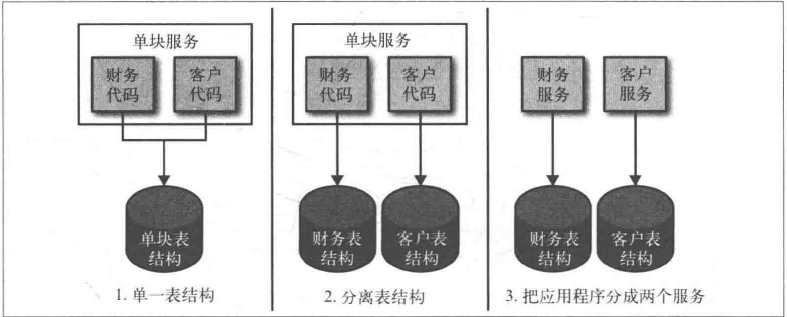 单块服务
财务
代码
客户
代码
单块表
结构
1. 单一表结构
单块服务
财务
代码
客户
代码
财务表
结构
客户表
结构
2. 分离表结构
财务
服务
客户
服务
财务表
结构
客户表
结构
3. 把应用程序分成两个服务